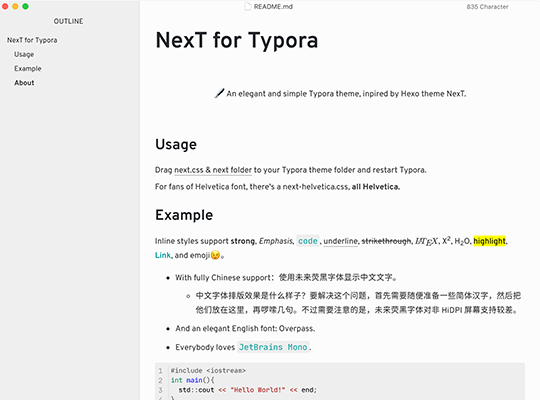 README.md
835 Character
OUTLINE
NexT for Typora
Usage
Example
About
NexT for Typora
🖋 An elegant and simple Typora theme, inpired by Hexo theme NexT.
Usage
Drag next.css & next folder to your Typora theme folder and restart Typora.
For fans of Helvetica font, there's a next-helvetica.css, all Helvetica.
Example
Inline styles support strong, Emphasis, code, underline, strikethrough, LATEX, X², H₂O, highlight,
Link, and emoji😉。
• With fully Chinese support：使用未来荧黑字体显示中文文字。
◦ 中文字体排版效果是什么样子？要解决这个问题，首先需要随便准备一些简体汉字，然后把
他们放在这里，再啰嗦几句。不过需要注意的是，未来荧黑字体对非 HiDPI 屏幕支持较差。
• And an elegant English font: Overpass.
• Everybody loves JetBrains Mono.
1 #include <iostream>
2 int main(){
3 std::cout << "Hello World!" << end;
4 }